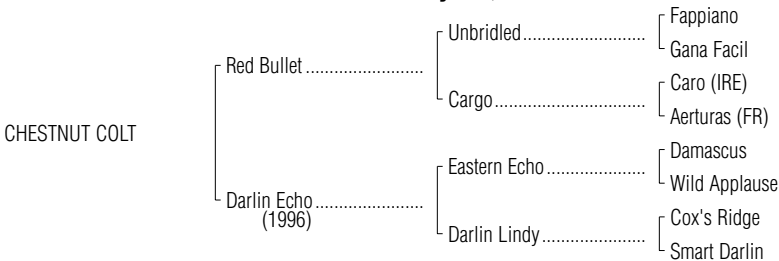 Fappiano
Unbridled
Gana Facil
Red Bullet
Caro (IRE)
Cargo
Aerturas (FR)
CHESTNUT COLT
Damascus
Eastern Echo
Wild Applause
Darlin Echo
(1996)
Cox's Ridge
Darlin Lindy
Smart Darlin